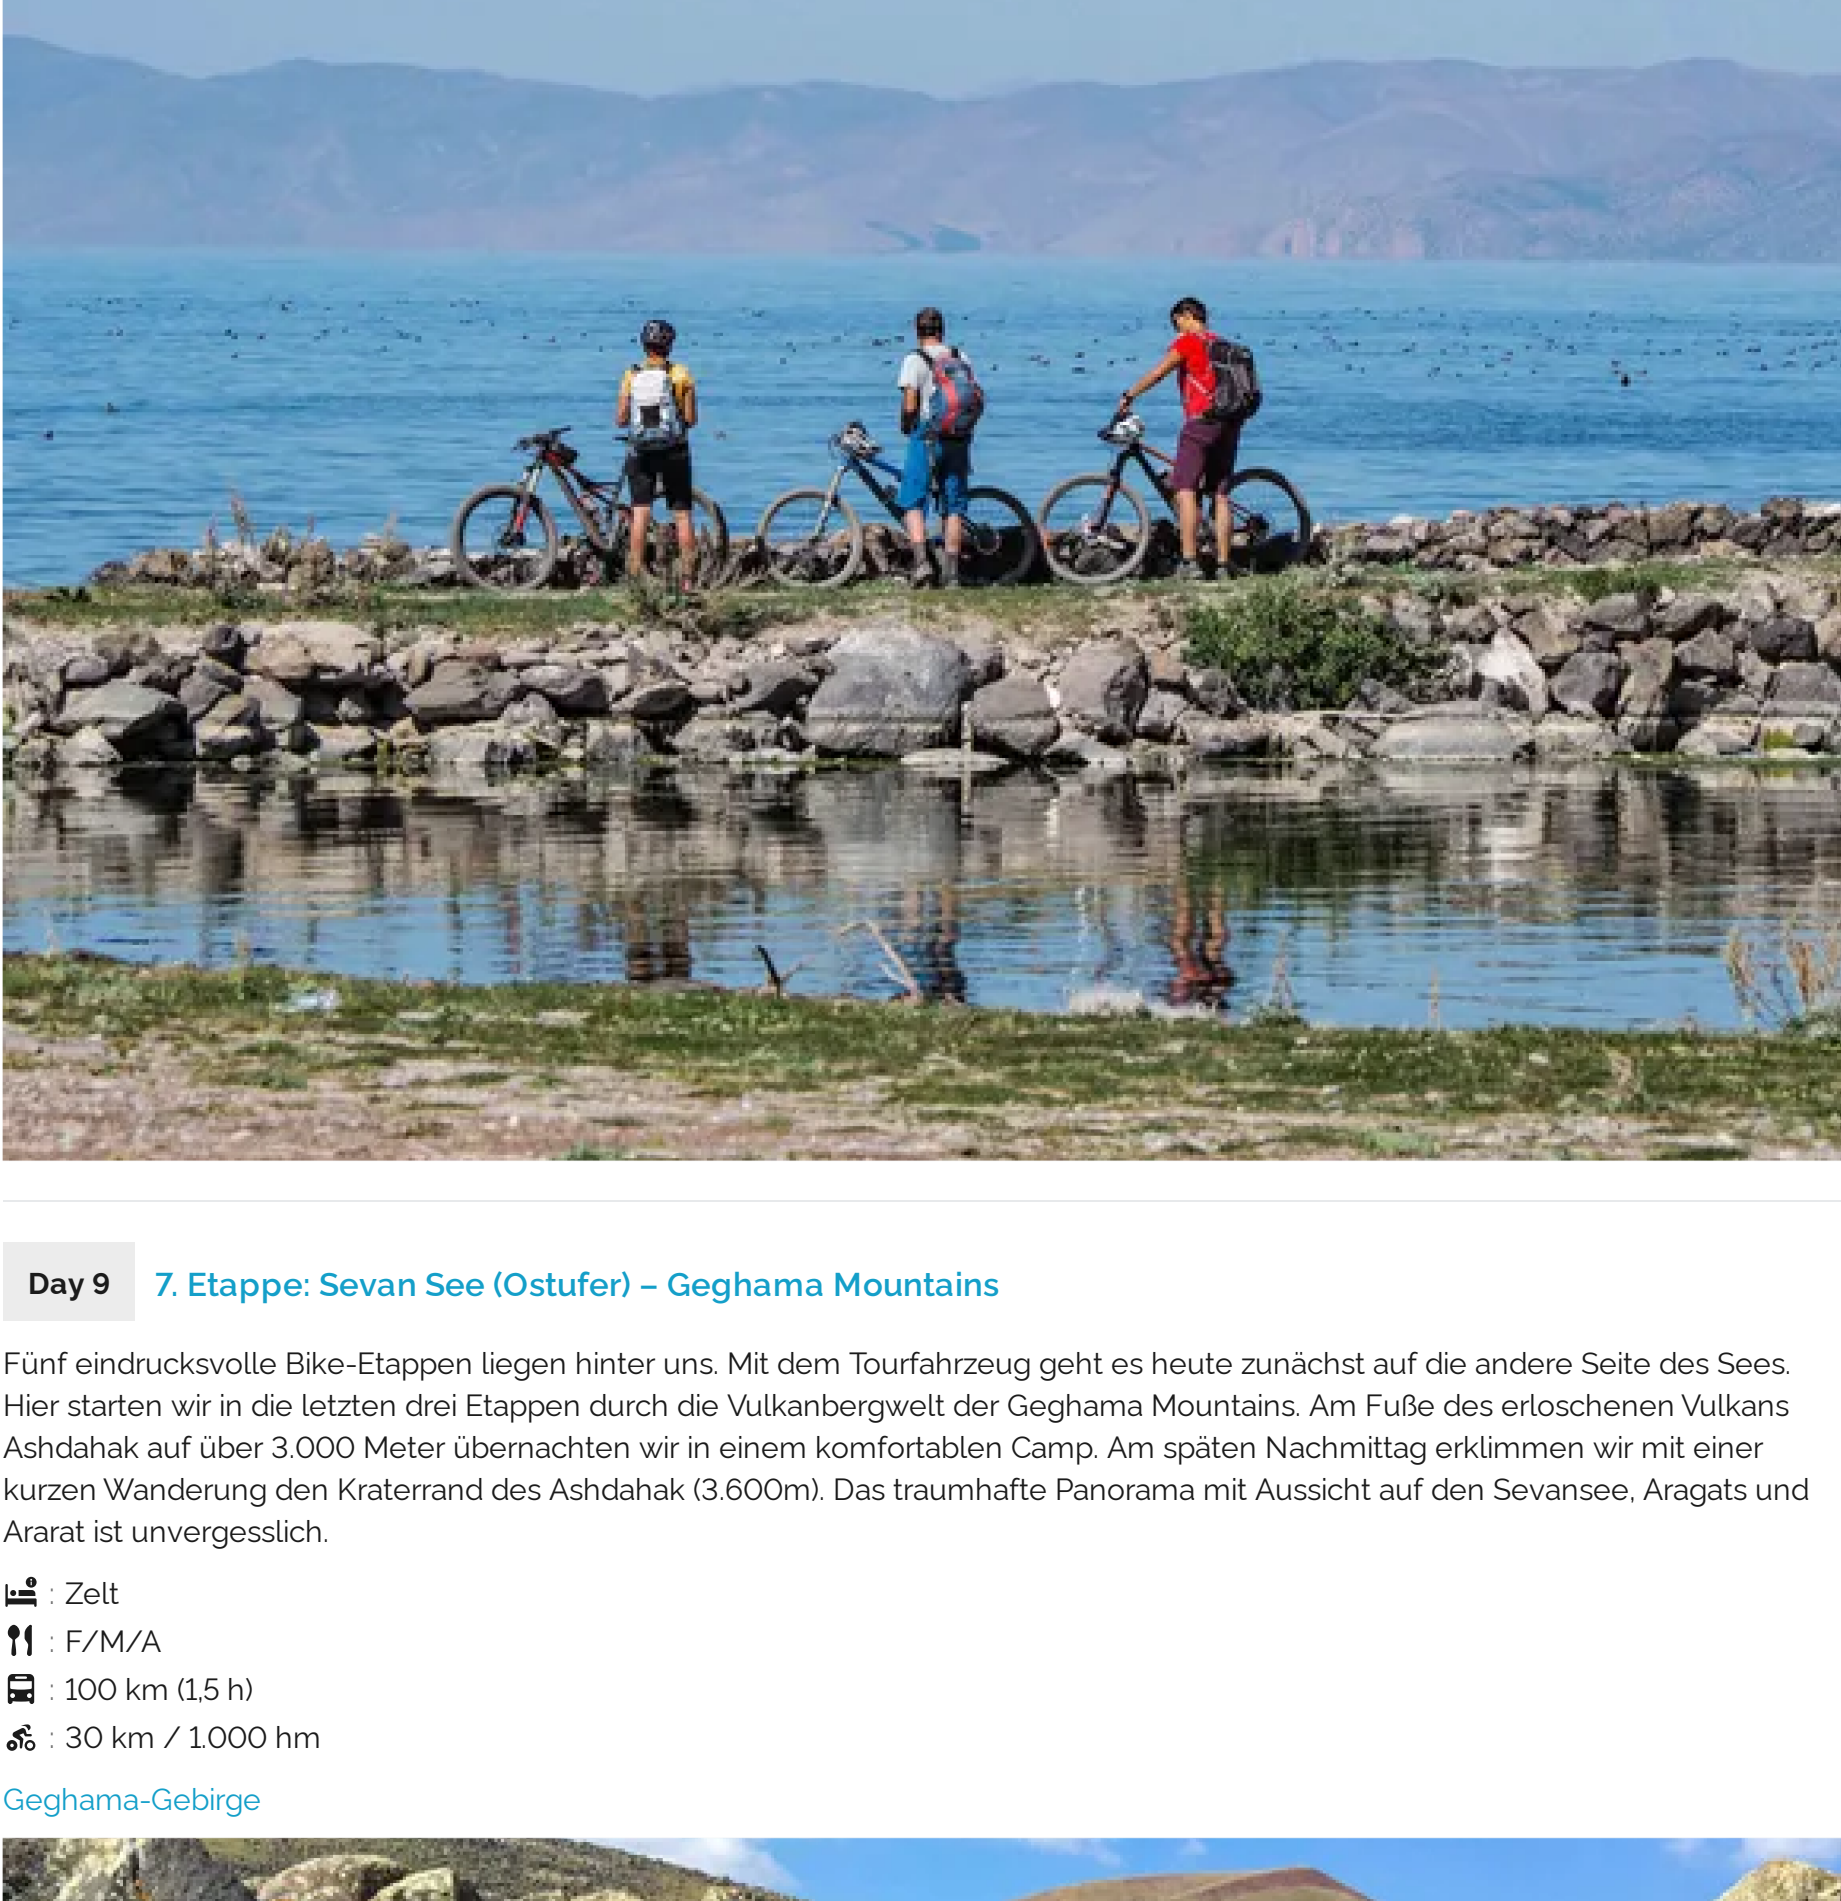 Day 9
7. Etappe: Sevan See (Ostufer) – Geghama Mountains
Fünf eindrucksvolle Bike-Etappen liegen hinter uns. Mit dem Tourfahrzeug geht es heute zunächst auf die andere Seite des Sees.
Hier starten wir in die letzten drei Etappen durch die Vulkanbergwelt der Geghama Mountains. Am Fuße des erloschenen Vulkans
Ashdahak auf über 3.000 Meter übernachten wir in einem komfortablen Camp. Am späten Nachmittag erklimmen wir mit einer
kurzen Wanderung den Kraterrand des Ashdahak (3.600m). Das traumhafte Panorama mit Aussicht auf den Sevansee, Aragats und
Ararat ist unvergesslich.
: Zelt
: F/M/A
: 100 km (1,5 h)
: 30 km / 1.000 hm
Geghama-Gebirge